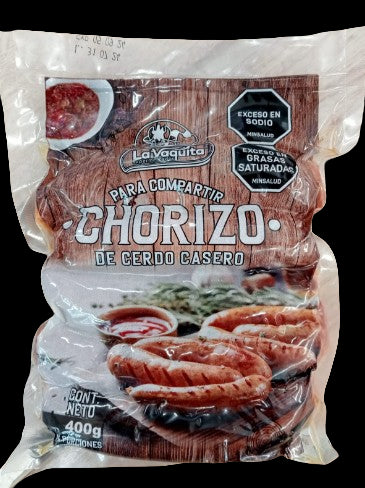 La Vaquita
EXCESO EN
SODIO
MINSALUD
EXCESO EN
GRASAS
SATURADAS
MINSALUD
PARA COMPARTIR
CHORIZO
DE CERDO CASERO
CONT.
NETO
400g
PORCIONES